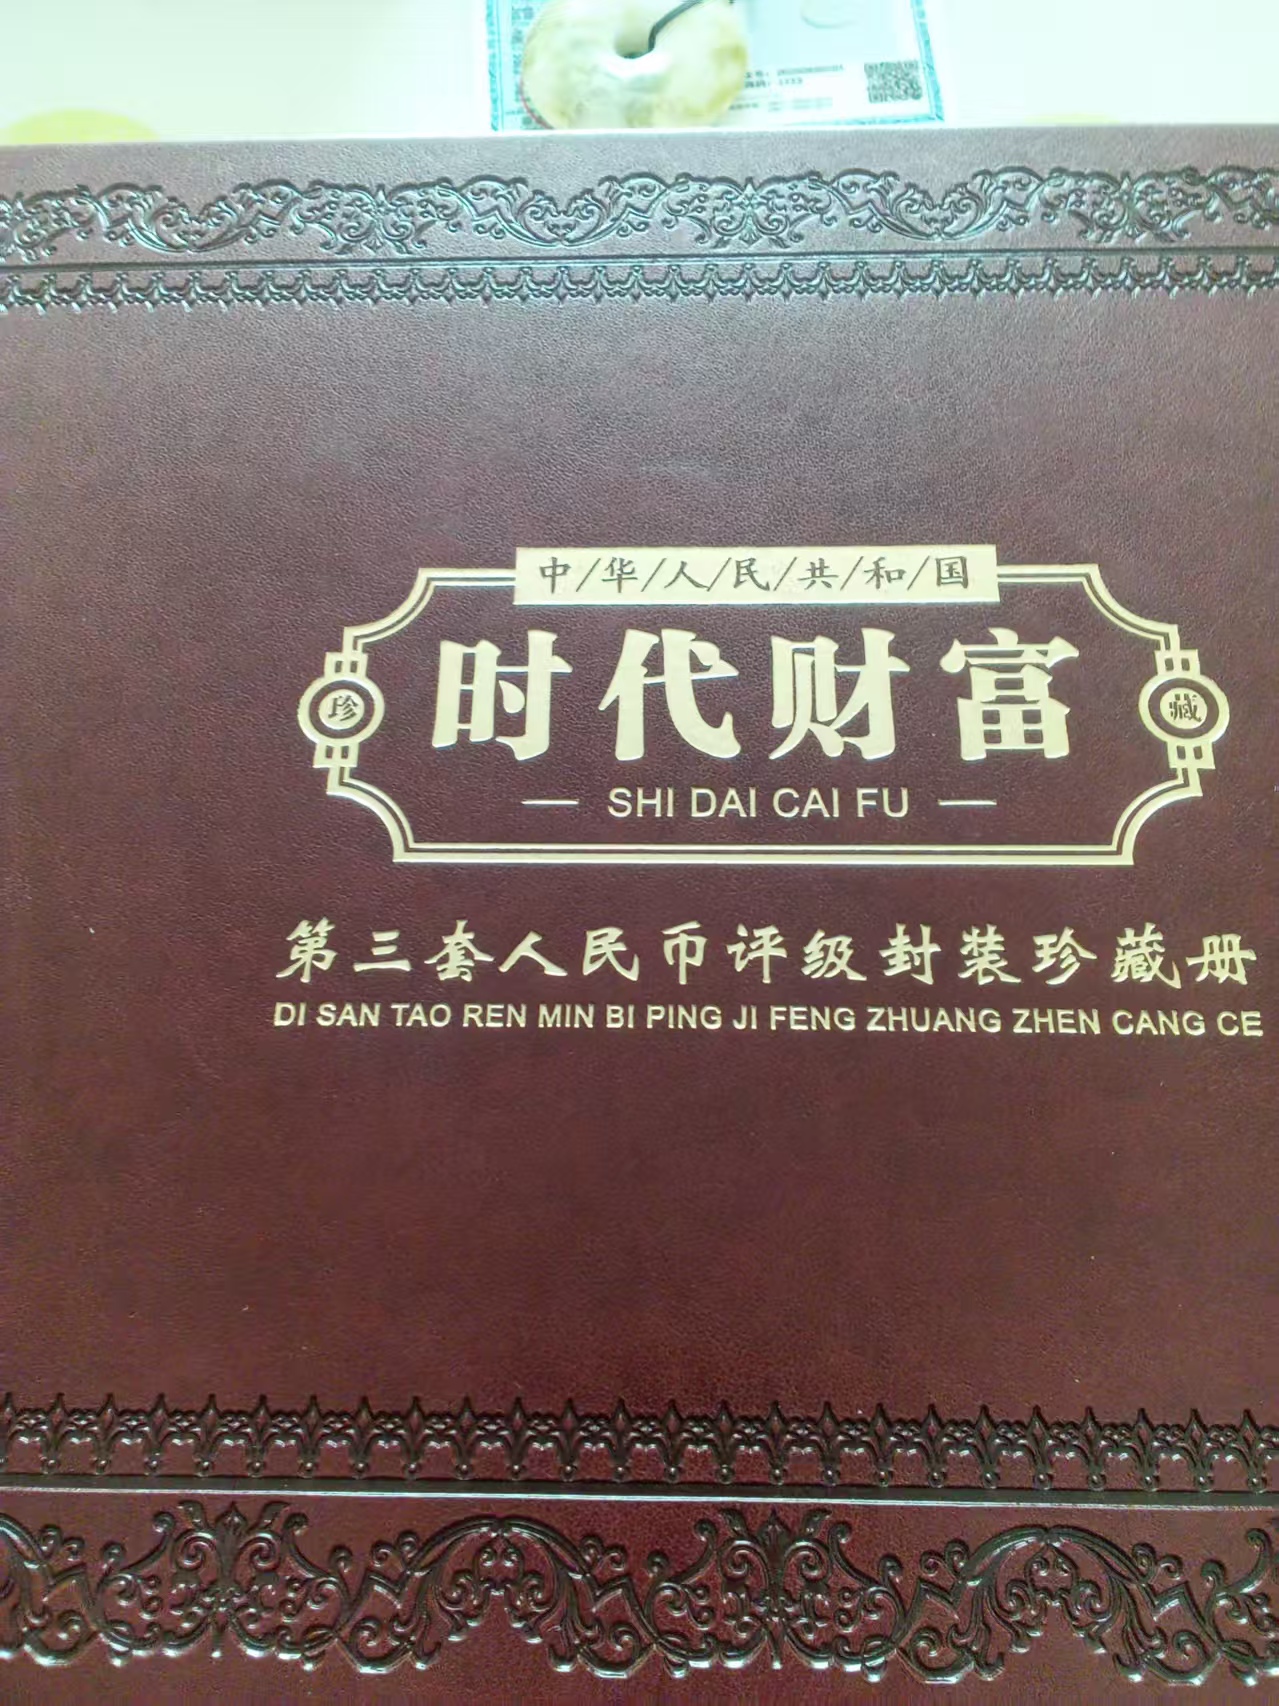 中/华/人/民/共/和/国
珍
时代财富
藏
— SHI DAI CAI FU —
第三套人民币评级封装珍藏册
DI SAN TAO REN MIN BI PING JI FENG ZHUANG ZHEN CANG CE